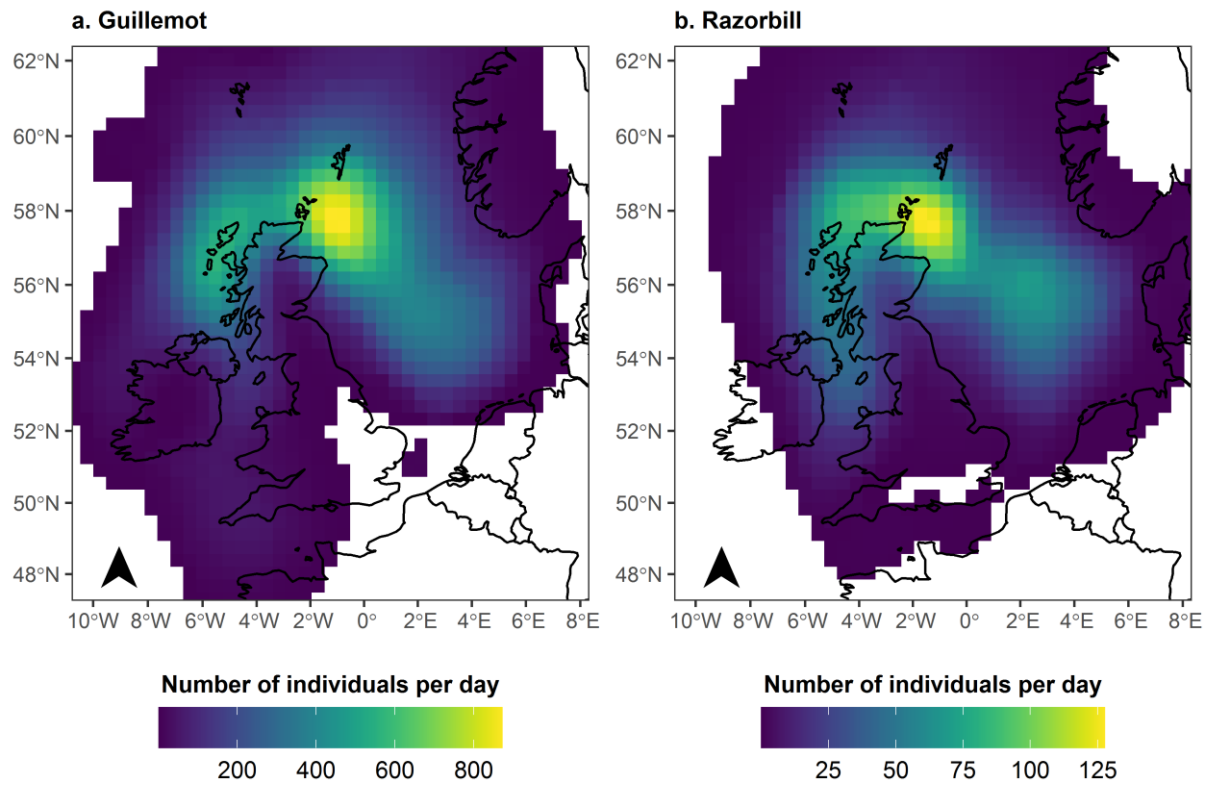 a. Guillemot
b. Razorbill
62°N
60°N
58°N
56°N
54°N
52°N
50°N
48°N
10°W 8°W 6°W 4°W 2°W 0° 2°E 4°E 6°E 8°E
62°N
60°N
58°N
56°N
54°N
52°N
50°N
48°N
10°W 8°W 6°W 4°W 2°W 0° 2°E 4°E 6°E 8°E
Number of individuals per day
200 400 600 800
Number of individuals per day
25 50 75 100 125